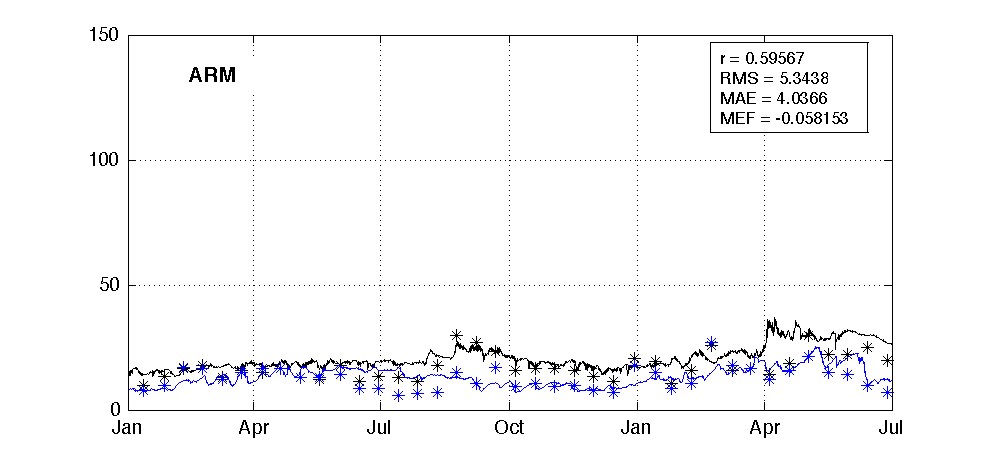 150
ARM
r = 0.59567
RMS = 5.3438
MAE = 4.0366
MEF = -0.058153
100
50
0
Jan Apr Jul Oct Jan Apr Jul